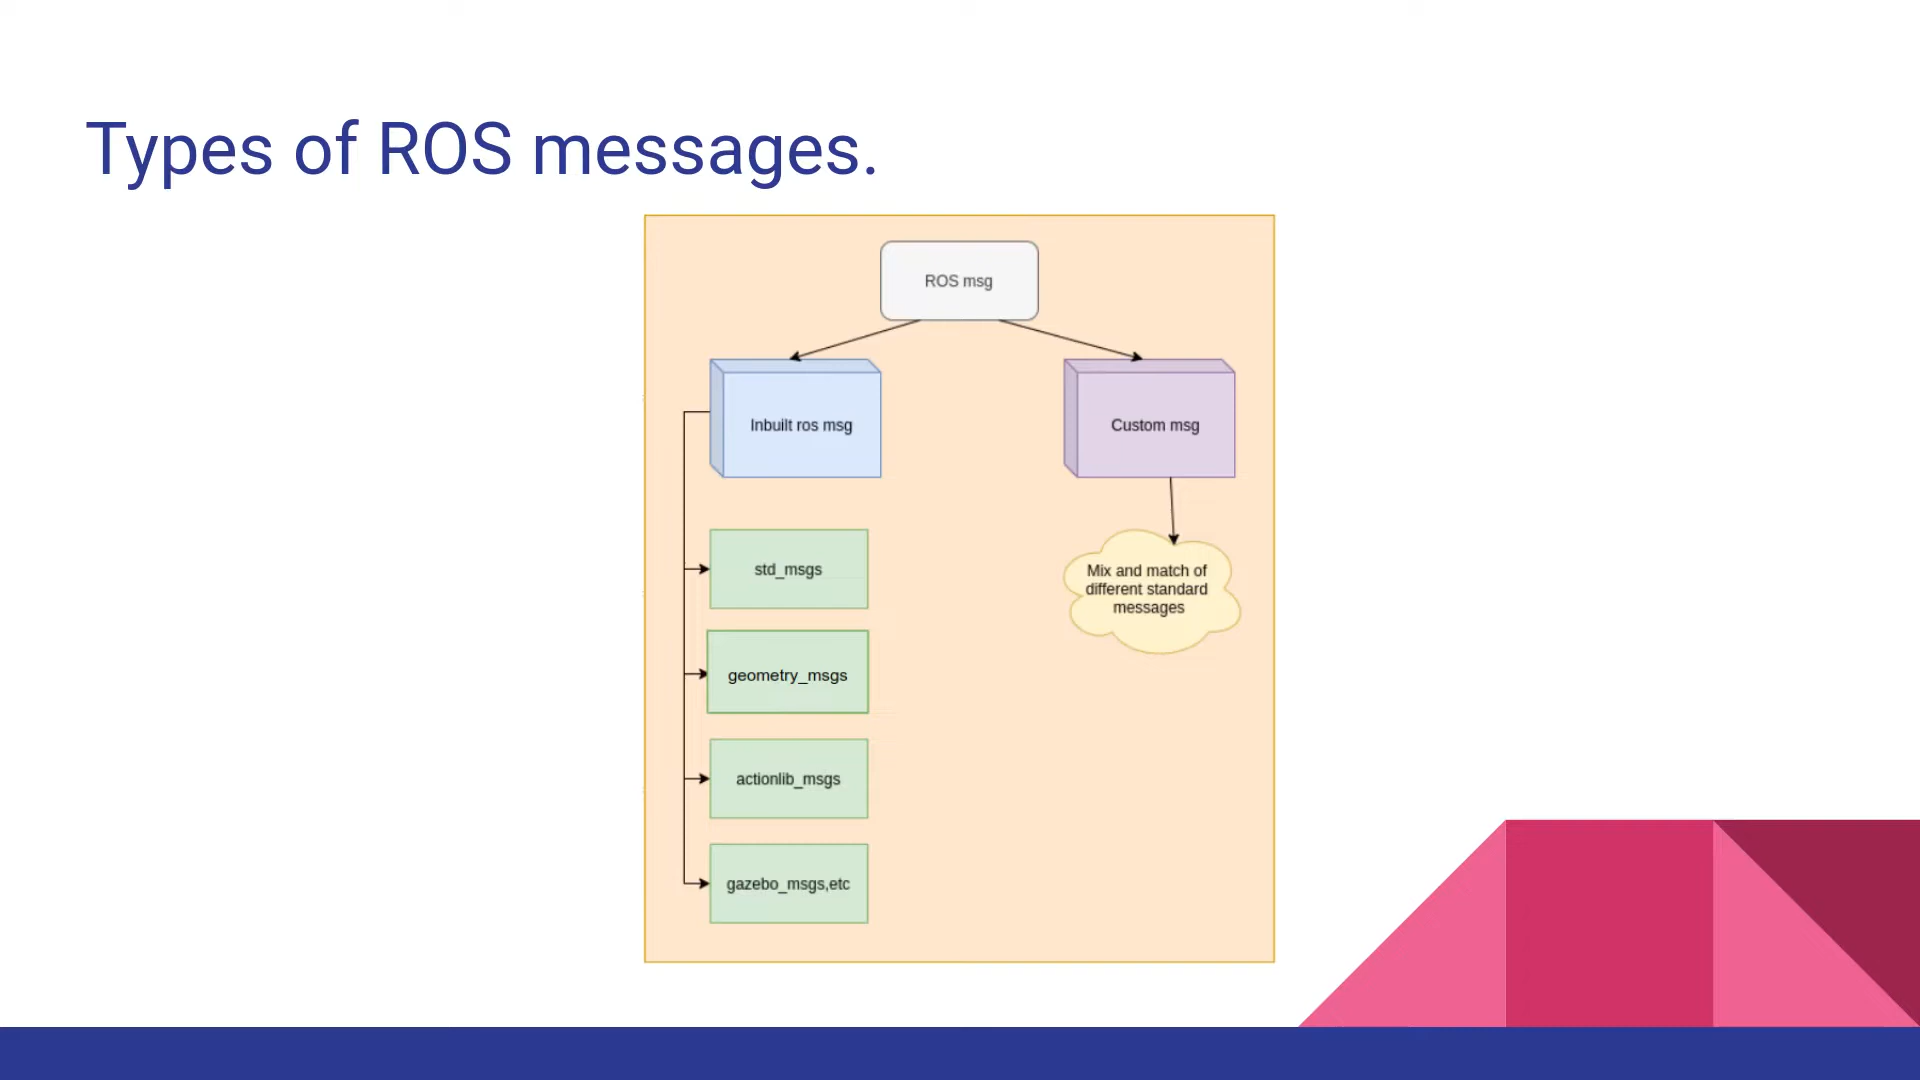 Types of ROS messages.
ROS msg
Inbuilt ros msg
Custom msg
std_msgs
Mix and match of
different standard
messages
geometry_msgs
actionlib_msgs
gazebo_msgs,etc